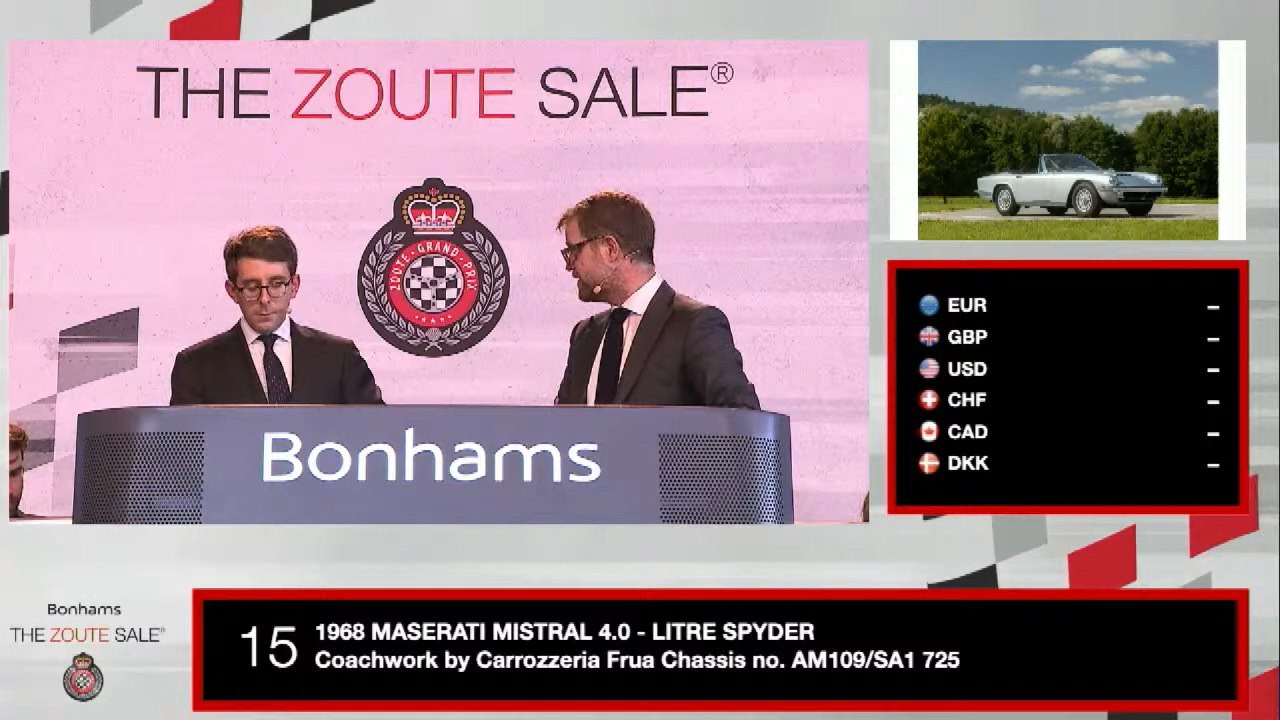 THE ZOUTE SALE®
ZOUTE·GRAND·PRIX
Bonhams
EUR –
GBP –
USD –
CHF –
CAD –
DKK –
Bonhams
THE ZOUTE SALE®
15
1968 MASERATI MISTRAL 4.0 - LITRE SPYDER
Coachwork by Carrozzeria Frua Chassis no. AM109/SA1 725